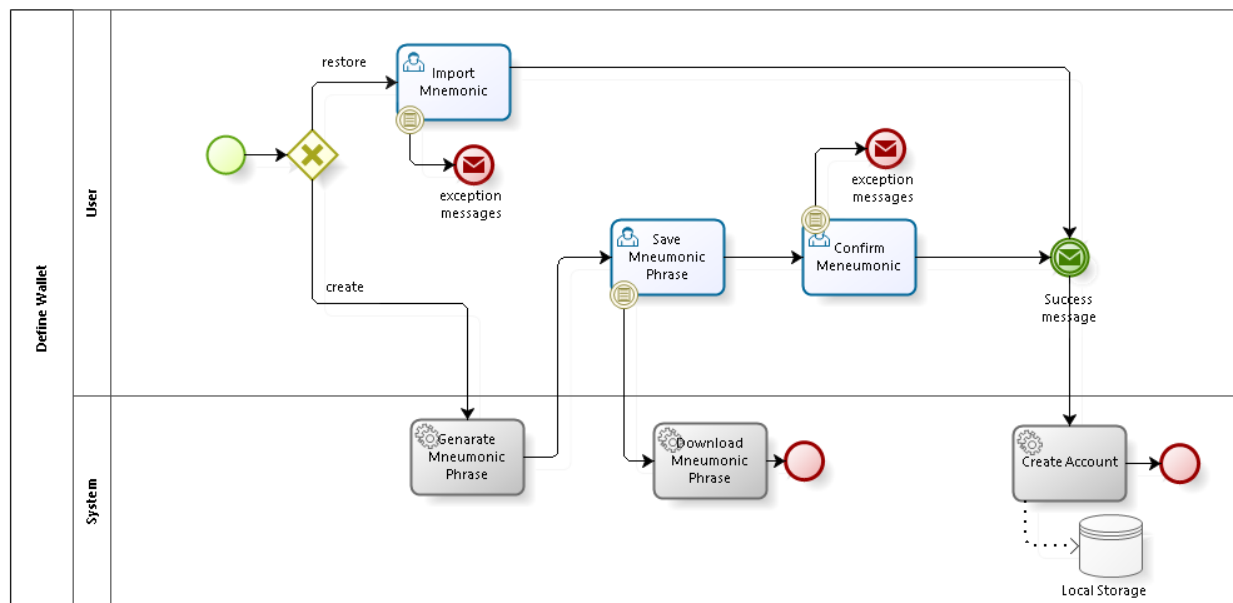 Define Wallet
User
restore
Import
Mnemonic
exception
messages
exception
messages
create
Save
Mneumonic
Phrase
Confirm
Meneumonic
Success
message
System
Genarate
Mneumonic
Phrase
Download
Mneumonic
Phrase
Create Account
Local Storage